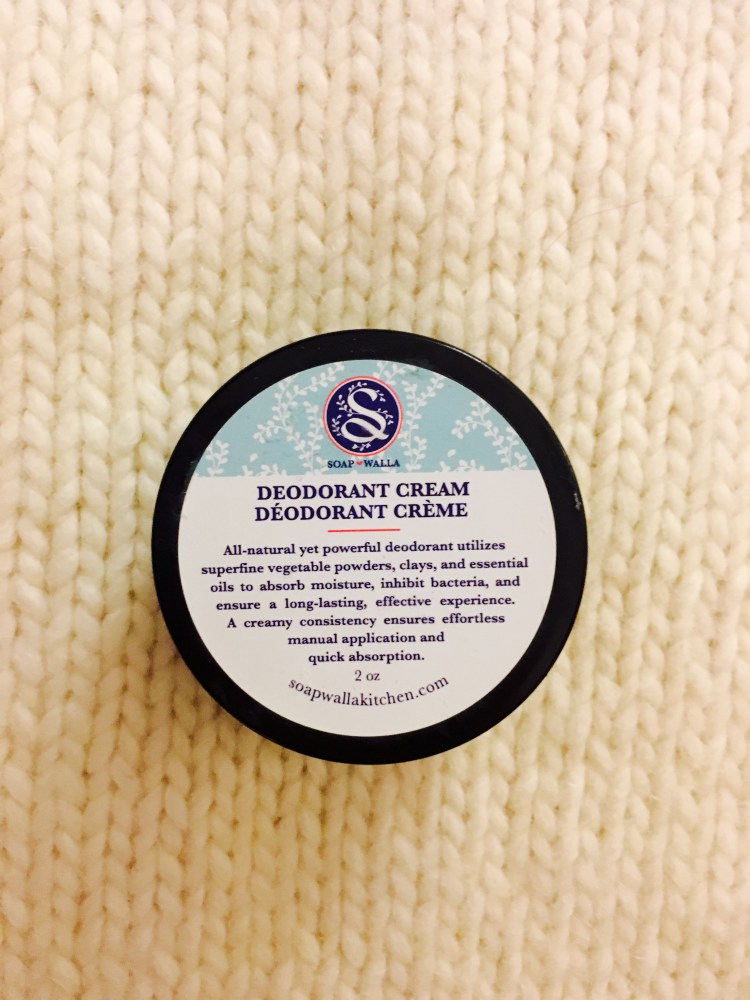 S
SOAP❤WALLA
DEODORANT CREAM
DÉODORANT CRÈME
All-natural yet powerful deodorant utilizes
superfine vegetable powders, clays, and essential
oils to absorb moisture, inhibit bacteria, and
ensure a long-lasting, effective experience.
A creamy consistency ensures effortless
manual application and
quick absorption.
2 oz
soapwallakitchen.com